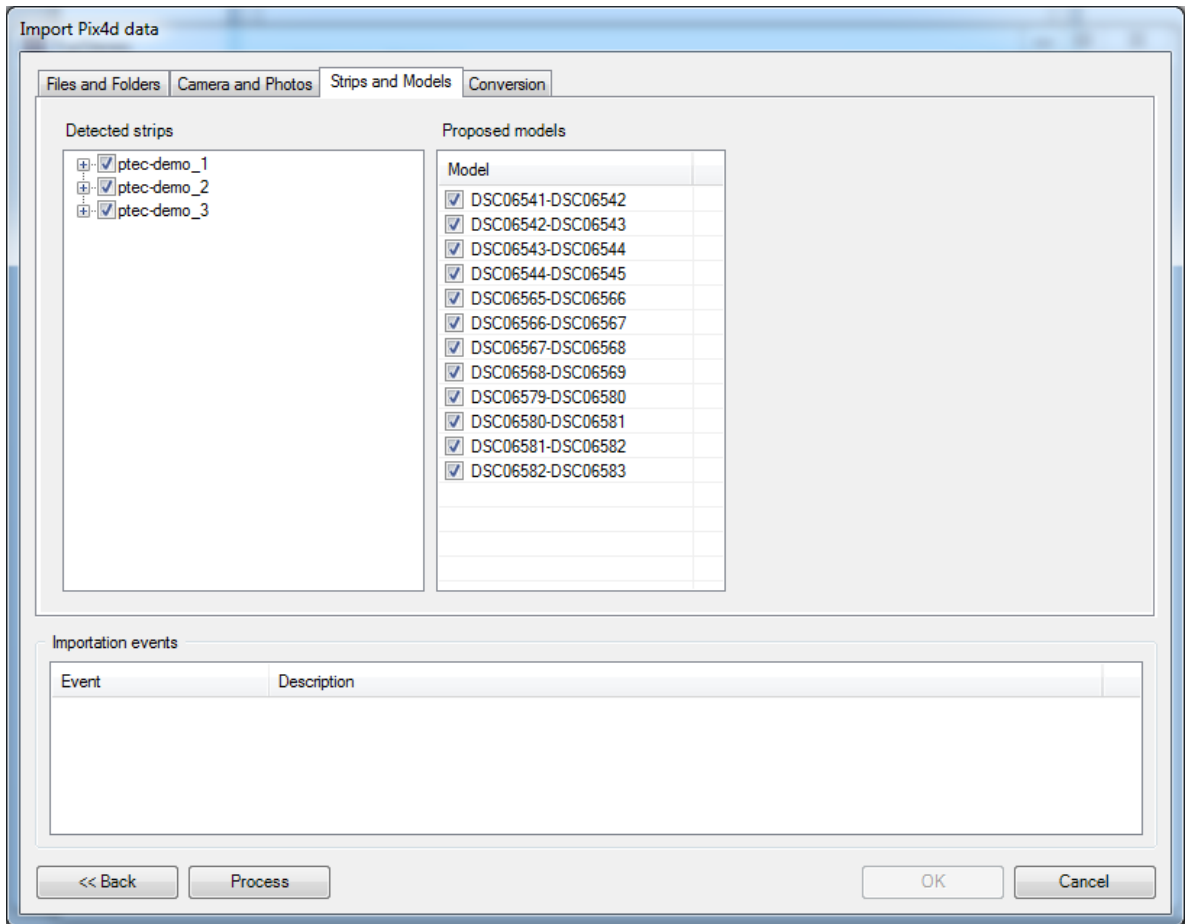 Import Pix4d data
Files and Folders Camera and Photos Strips and Models Conversion
Detected strips Proposed models
ptec-demo_1
ptec-demo_2
ptec-demo_3
Model
DSC06541-DSC06542
DSC06542-DSC06543
DSC06543-DSC06544
DSC06544-DSC06545
DSC06565-DSC06566
DSC06566-DSC06567
DSC06567-DSC06568
DSC06568-DSC06569
DSC06579-DSC06580
DSC06580-DSC06581
DSC06581-DSC06582
DSC06582-DSC06583
Importation events
Event Description
<< Back Process OK Cancel